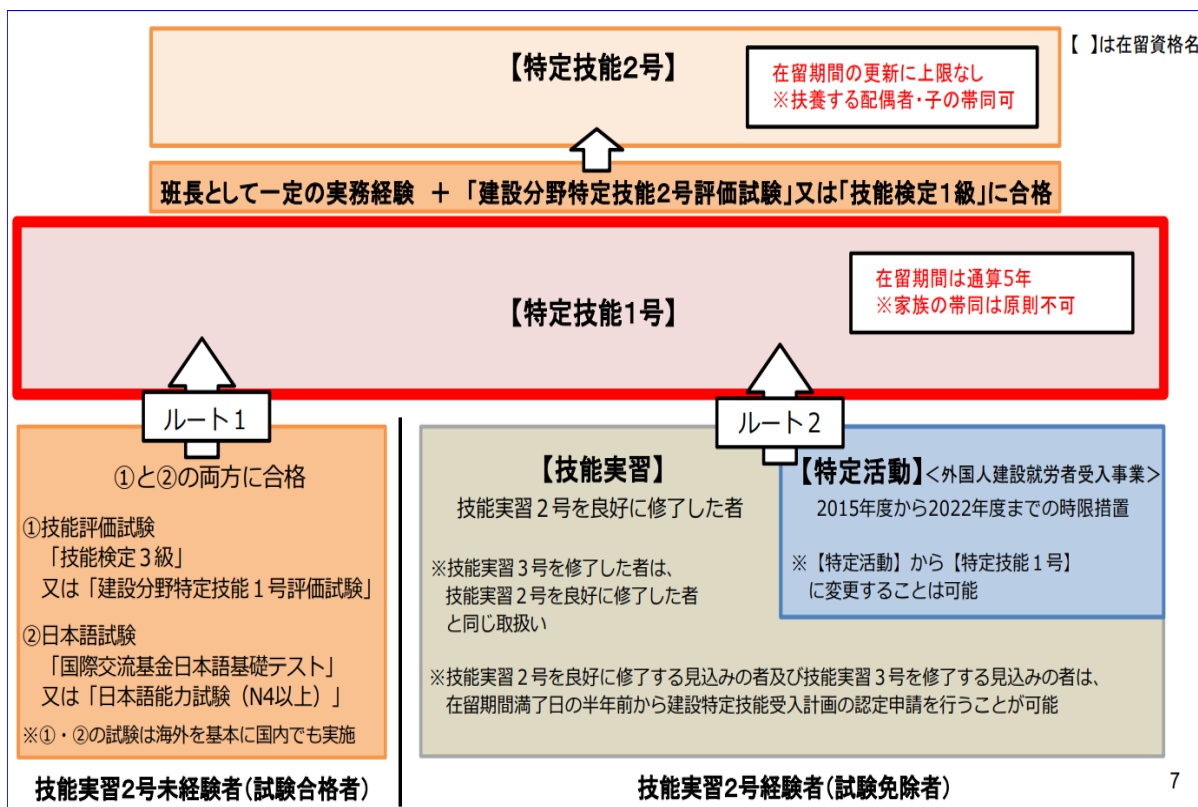 【 】は在留資格名
【特定技能2号】
在留期間の更新に上限なし
※扶養する配偶者・子の帯同可
班長として一定の実務経験 ＋ 「建設分野特定技能2号評価試験」又は「技能検定1級」に合格
【特定技能1号】
在留期間は通算5年
※家族の帯同は原則不可
ルート1
①と②の両方に合格
①技能評価試験
「技能検定３級」
又は「建設分野特定技能１号評価試験」
②日本語試験
「国際交流基金日本語基礎テスト」
又は「日本語能力試験（N4以上）」
※①・②の試験は海外を基本に国内でも実施
技能実習2号未経験者（試験合格者）
ルート2
【技能実習】
技能実習２号を良好に修了した者
※技能実習３号を修了した者は、
技能実習２号を良好に修了した者
と同じ取扱い
【特定活動】＜外国人建設就労者受入事業＞
2015年度から2022年度までの時限措置
※【特定活動】から【特定技能１号】
に変更することは可能
※技能実習２号を良好に修了する見込みの者及び技能実習３号を修了する見込みの者は、
在留期間満了日の半年前から建設特定技能受入計画の認定申請を行うことが可能
技能実習2号経験者（試験免除者）
7